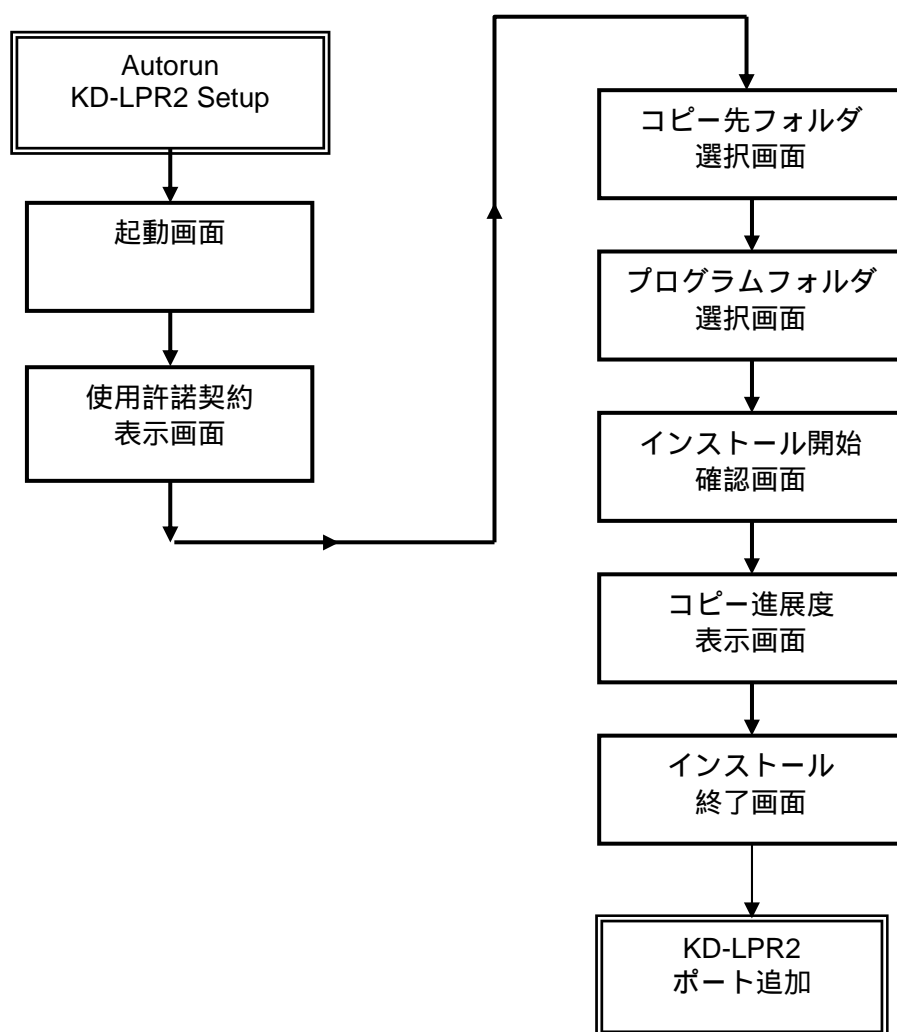 Autorun
KD-LPR2 Setup
起動画面
使用許諾契約
表示画面
コピー先フォルダ
選択画面
プログラムフォルダ
選択画面
インストール開始
確認画面
コピー進展度
表示画面
インストール
終了画面
KD-LPR2
ポート追加